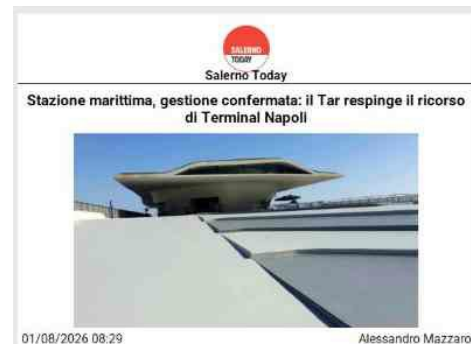 SALERNO
TODAY
Salerno Today
Stazione marittima, gestione confermata: il Tar respinge il ricorso
di Terminal Napoli
01/08/2026 08:29
Alessandro Mazzaro